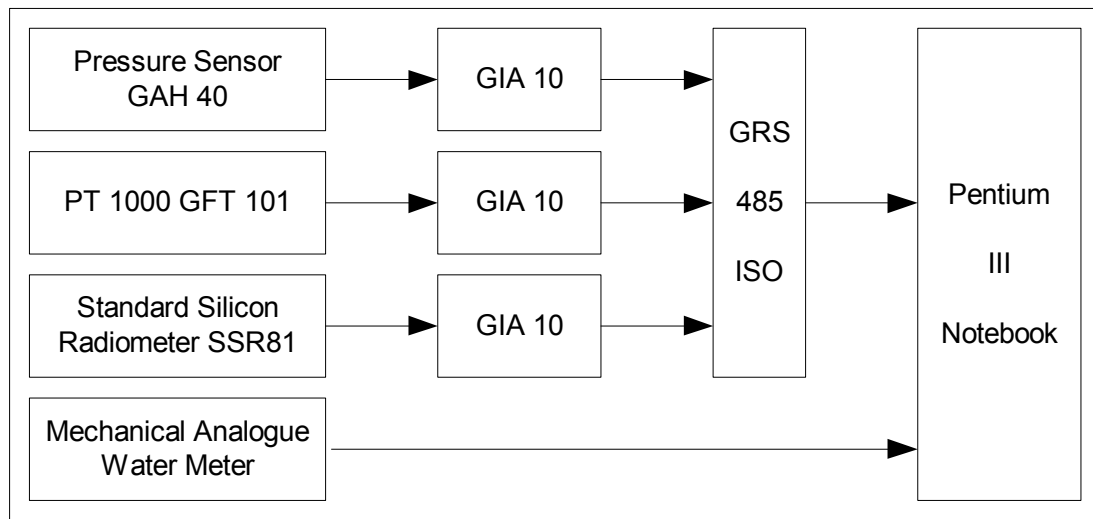 Pressure Sensor
GAH 40
GIA 10
PT 1000 GFT 101
GIA 10
Standard Silicon
Radiometer SSR81
GIA 10
Mechanical Analogue
Water Meter
GRS
485
ISO
Pentium
III
Notebook